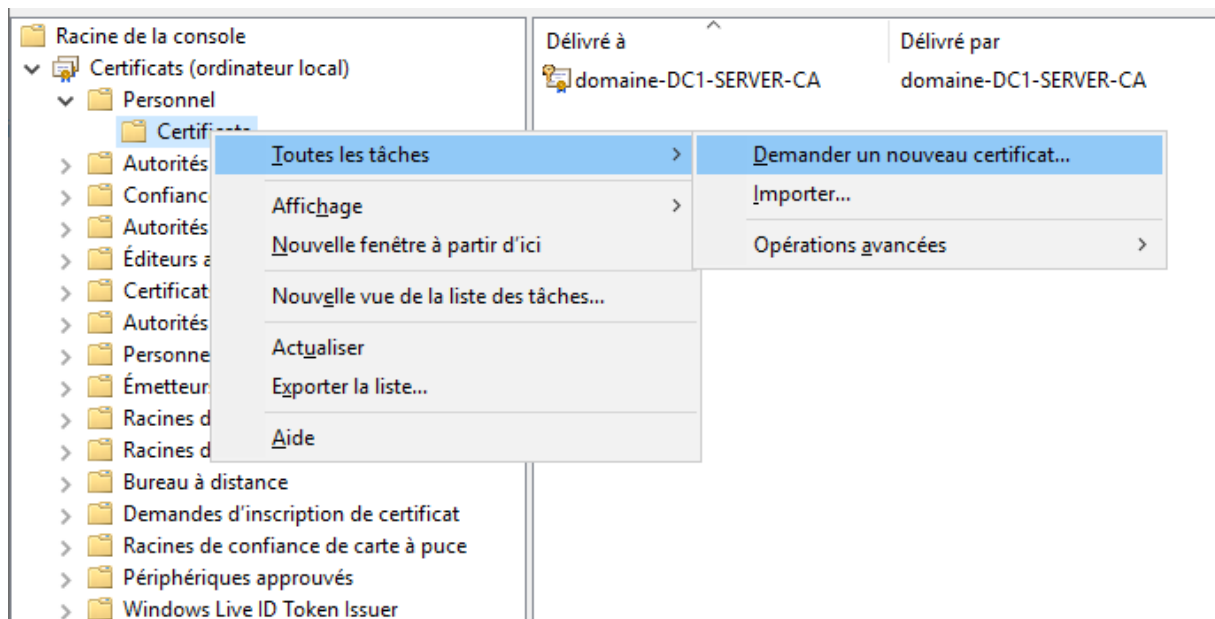 Racine de la console
Certificats (ordinateur local)
Personnel
Certificats
Autorités
Confianc
Autorités
Éditeurs a
Certificat
Autorités
Personne
Émetteur
Racines d
Racines d
Bureau à distance
Demandes d'inscription de certificat
Racines de confiance de carte à puce
Périphériques approuvés
Windows Live ID Token Issuer
Toutes les tâches
Affichage
Nouvelle fenêtre à partir d'ici
Nouvelle vue de la liste des tâches...
Actualiser
Exporter la liste...
Aide
Demander un nouveau certificat...
Importer...
Opérations avancées
Délivré à Délivré par
domaine-DC1-SERVER-CA domaine-DC1-SERVER-CA